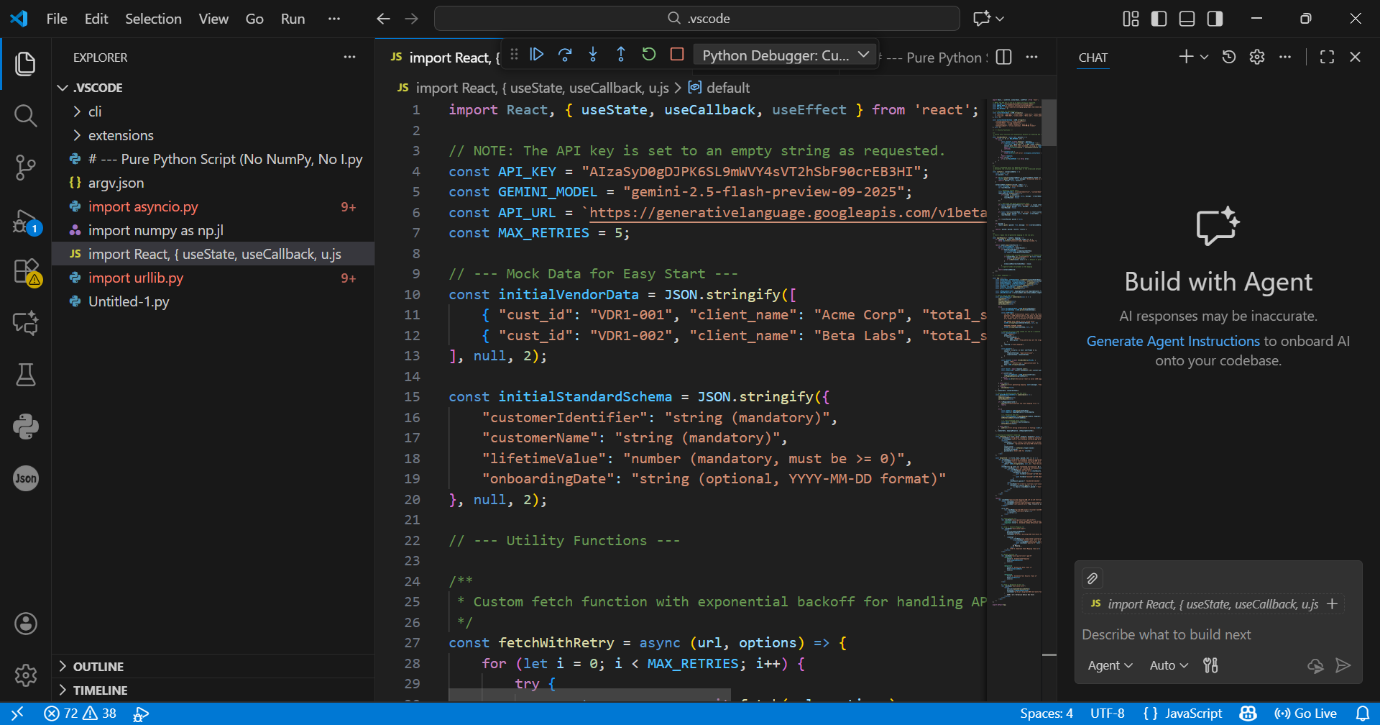 File Edit Selection View Go Run ··· .vscode
EXPLORER ···
.VSCODE
cli
extensions
# --- Pure Python Script (No NumPy, No I.py
{} argv.json
import asyncio.py 9+
import numpy as np.jl
JS import React, { useState, useCallback, u.js
import urllib.py 9+
Untitled-1.py
OUTLINE
TIMELINE
1
Json
JS import React, {
Python Debugger: Cu...
# --- Pure Python
···
JS import React, { useState, useCallback, u.js > default
1 import React, { useState, useCallback, useEffect } from 'react';
2
3 // NOTE: The API key is set to an empty string as requested.
4 const API_KEY = "AIzaSyD0gDJPK6SL9mWVY4sVT2hSbF90crEB3HI";
5 const GEMINI_MODEL = "gemini-2.5-flash-preview-09-2025";
6 const API_URL = `https://generativelanguage.googleapis.com/v1beta
7 const MAX_RETRIES = 5;
8
9 // --- Mock Data for Easy Start ---
10 const initialVendorData = JSON.stringify([
11 { "cust_id": "VDR1-001", "client_name": "Acme Corp", "total_s
12 { "cust_id": "VDR1-002", "client_name": "Beta Labs", "total_s
13 ], null, 2);
14
15 const initialStandardSchema = JSON.stringify({
16 "customerIdentifier": "string (mandatory)",
17 "customerName": "string (mandatory)",
18 "lifetimeValue": "number (mandatory, must be >= 0)",
19 "onboardingDate": "string (optional, YYYY-MM-DD format)"
20 }, null, 2);
21
22 // --- Utility Functions ---
23
24 /**
25 * Custom fetch function with exponential backoff for handling AP
26 */
27 const fetchWithRetry = async (url, options) => {
28 for (let i = 0; i < MAX_RETRIES; i++) {
29 try {
CHAT
···
Build with Agent
AI responses may be inaccurate.
Generate Agent Instructions to onboard AI
onto your codebase.
JS import React, { useState, useCallback, u.js +
Describe what to build next
Agent Auto
72 38
Spaces: 4 UTF-8 {} JavaScript Go Live